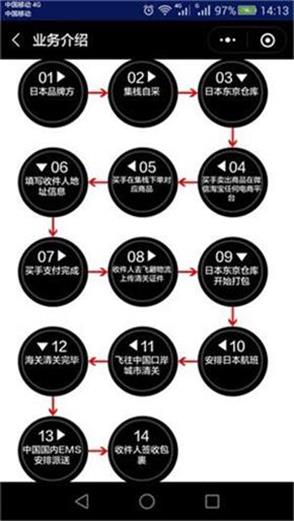 中国移动 4G
中国移动
4G
97%
14:13
业务介绍
01
日本品牌方
02
集栈自采
03
日本东京仓库
04
买手卖出商品在微
信淘宝任何电商平
台
05
买手在集栈下单对
应商品
06
填写收件人地
址信息
07
买手支付完成
08
收件人去飞翩物流
上传清关证件
09
日本东京仓库
开始打包
10
安排日本航班
11
飞往中国口岸
城市清关
12
海关清关完毕
13
中国国内EMS
安排派送
14
收件人签收包
裹